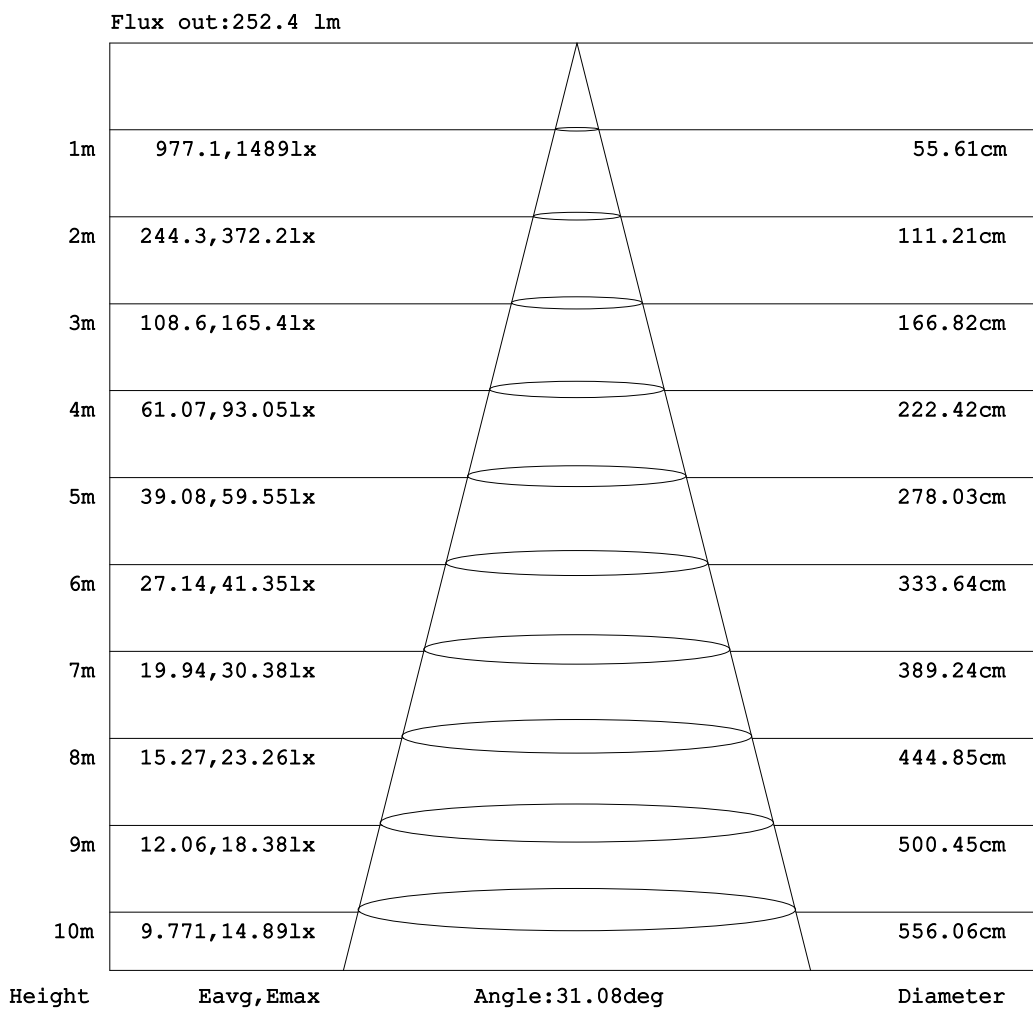 Flux out:252.4 lm
1m 977.1,1489lx 55.61cm
2m 244.3,372.2lx 111.21cm
3m 108.6,165.4lx 166.82cm
4m 61.07,93.05lx 222.42cm
5m 39.08,59.55lx 278.03cm
6m 27.14,41.35lx 333.64cm
7m 19.94,30.38lx 389.24cm
8m 15.27,23.26lx 444.85cm
9m 12.06,18.38lx 500.45cm
10m 9.771,14.89lx 556.06cm
Height Eavg,Emax Angle:31.08deg Diameter